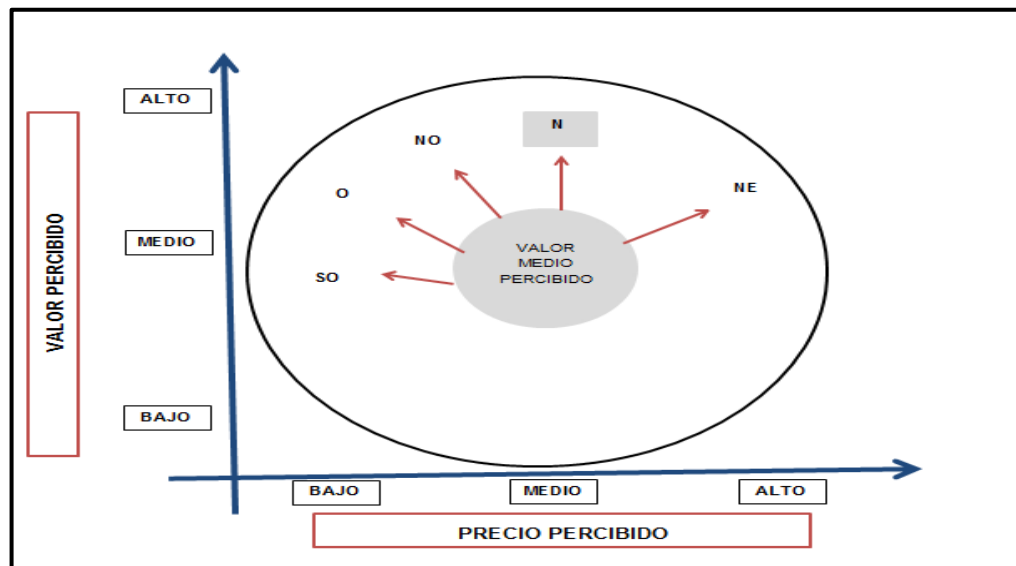 ALTO
N
NO
NE
O
VALOR PERCIBIDO
MEDIO
VALOR
MEDIO
PERCIBIDO
SO
BAJO
BAJO
MEDIO
ALTO
PRECIO PERCIBIDO